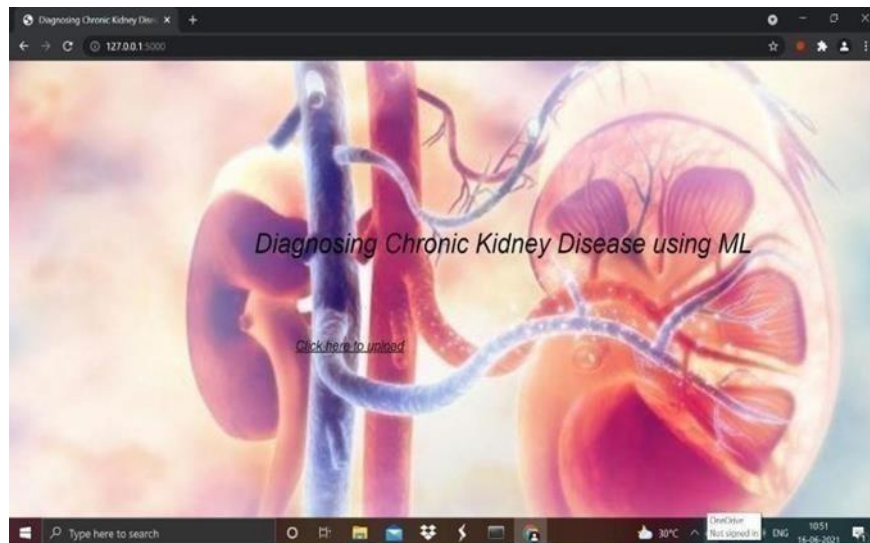 Diagnosing Chronic Kidney Dise
127.0.0.1:5000
Diagnosing Chronic Kidney Disease using ML
Click here to upload
OneDrive
Not signed in
Type here to search
30°C
ENG
10:51
16-06-2021